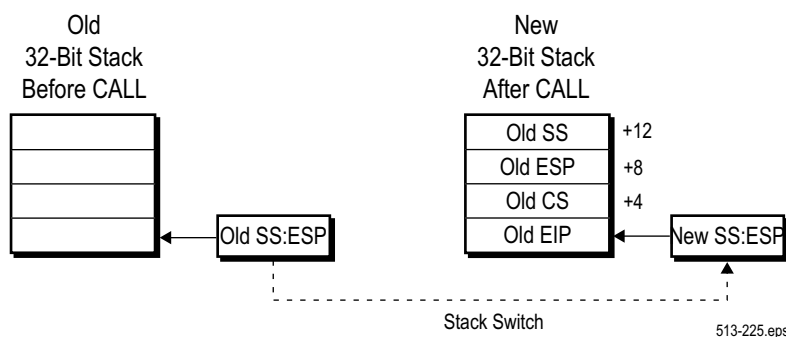 Old
32-Bit Stack
Before CALL
New
32-Bit Stack
After CALL
Old SS
+12
Old ESP
+8
Old CS
+4
Old SS:ESP
Old EIP
New SS:ESP
Stack Switch
513-225.eps